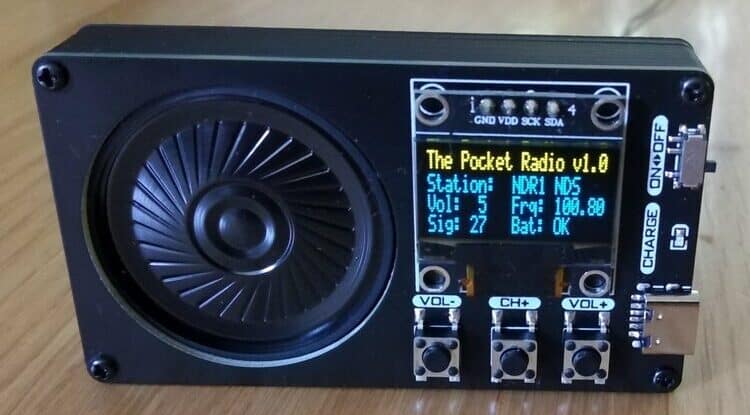 1 4
GND VDD SCK SDA
The Pocket Radio v1.0
Station: NDR1 NDS
Vol: 5 Frq: 100.80
Sig: 27 Bat: OK
ON↔OFF
CHARGE
VOL- CH+ VOL+